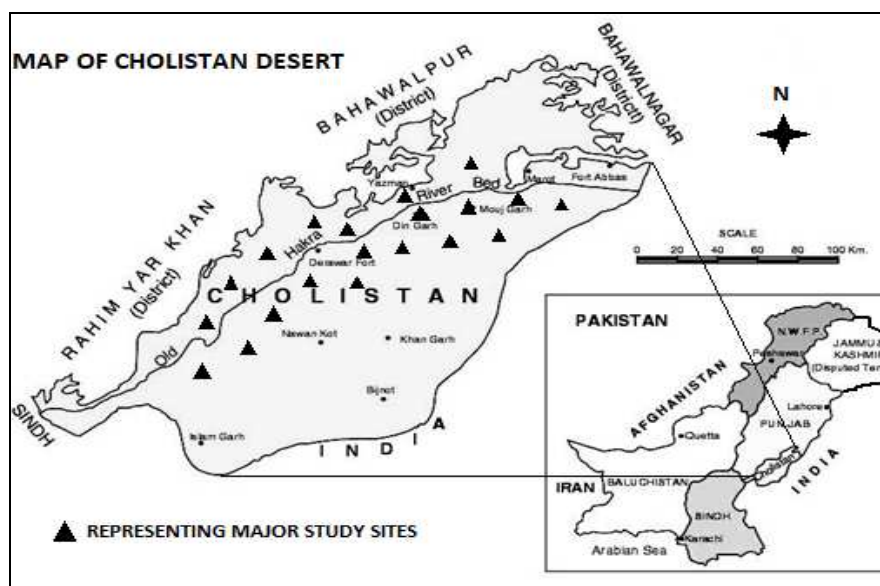 MAP OF CHOLISTAN DESERT
BAHAWALPUR
(District)
BAHAWALNAGAR
(Districtt)
N
RAHIM YAR KHAN
(District)
SINDH
Yazman
Marot
Fort Abbas
Old Hakra River Bed
Din Garh
Mouj Garh
Derawar Fort
CHOLISTAN
Nawan Kot
Khan Garh
Bijnot
Islam Garh
INDIA
SCALE
0 20 40 60 80 100 Km.
PAKISTAN
N.W.F.P.
Peshawar
JAMMU &
KASHMIR
(Disputed Terr
AFGHANISTAN
Lahore
PUNJAB
Quetta
Cholistan
INDIA
IRAN
BALUCHISTAN
SINDH
Karachi
Arabian Sea
REPRESENTING MAJOR STUDY SITES